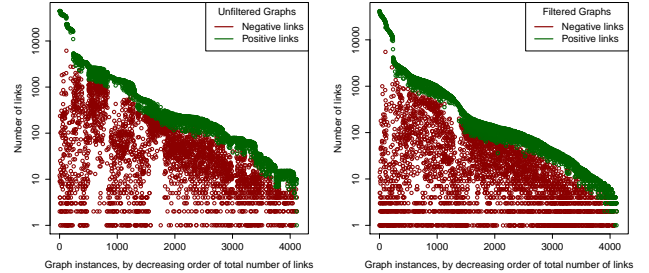 Unfiltered Graphs
Negative links
Positive links
Number of links
1
10
100
1000
10000
0
1000
2000
3000
4000
Graph instances, by decreasing order of total number of links
Filtered Graphs
Negative links
Positive links
Number of links
1
10
100
1000
10000
0
1000
2000
3000
4000
Graph instances, by decreasing order of total number of links